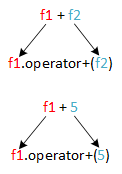 f1 + f2
f1.operator+(f2)
f1 + 5
f1.operator+(5)